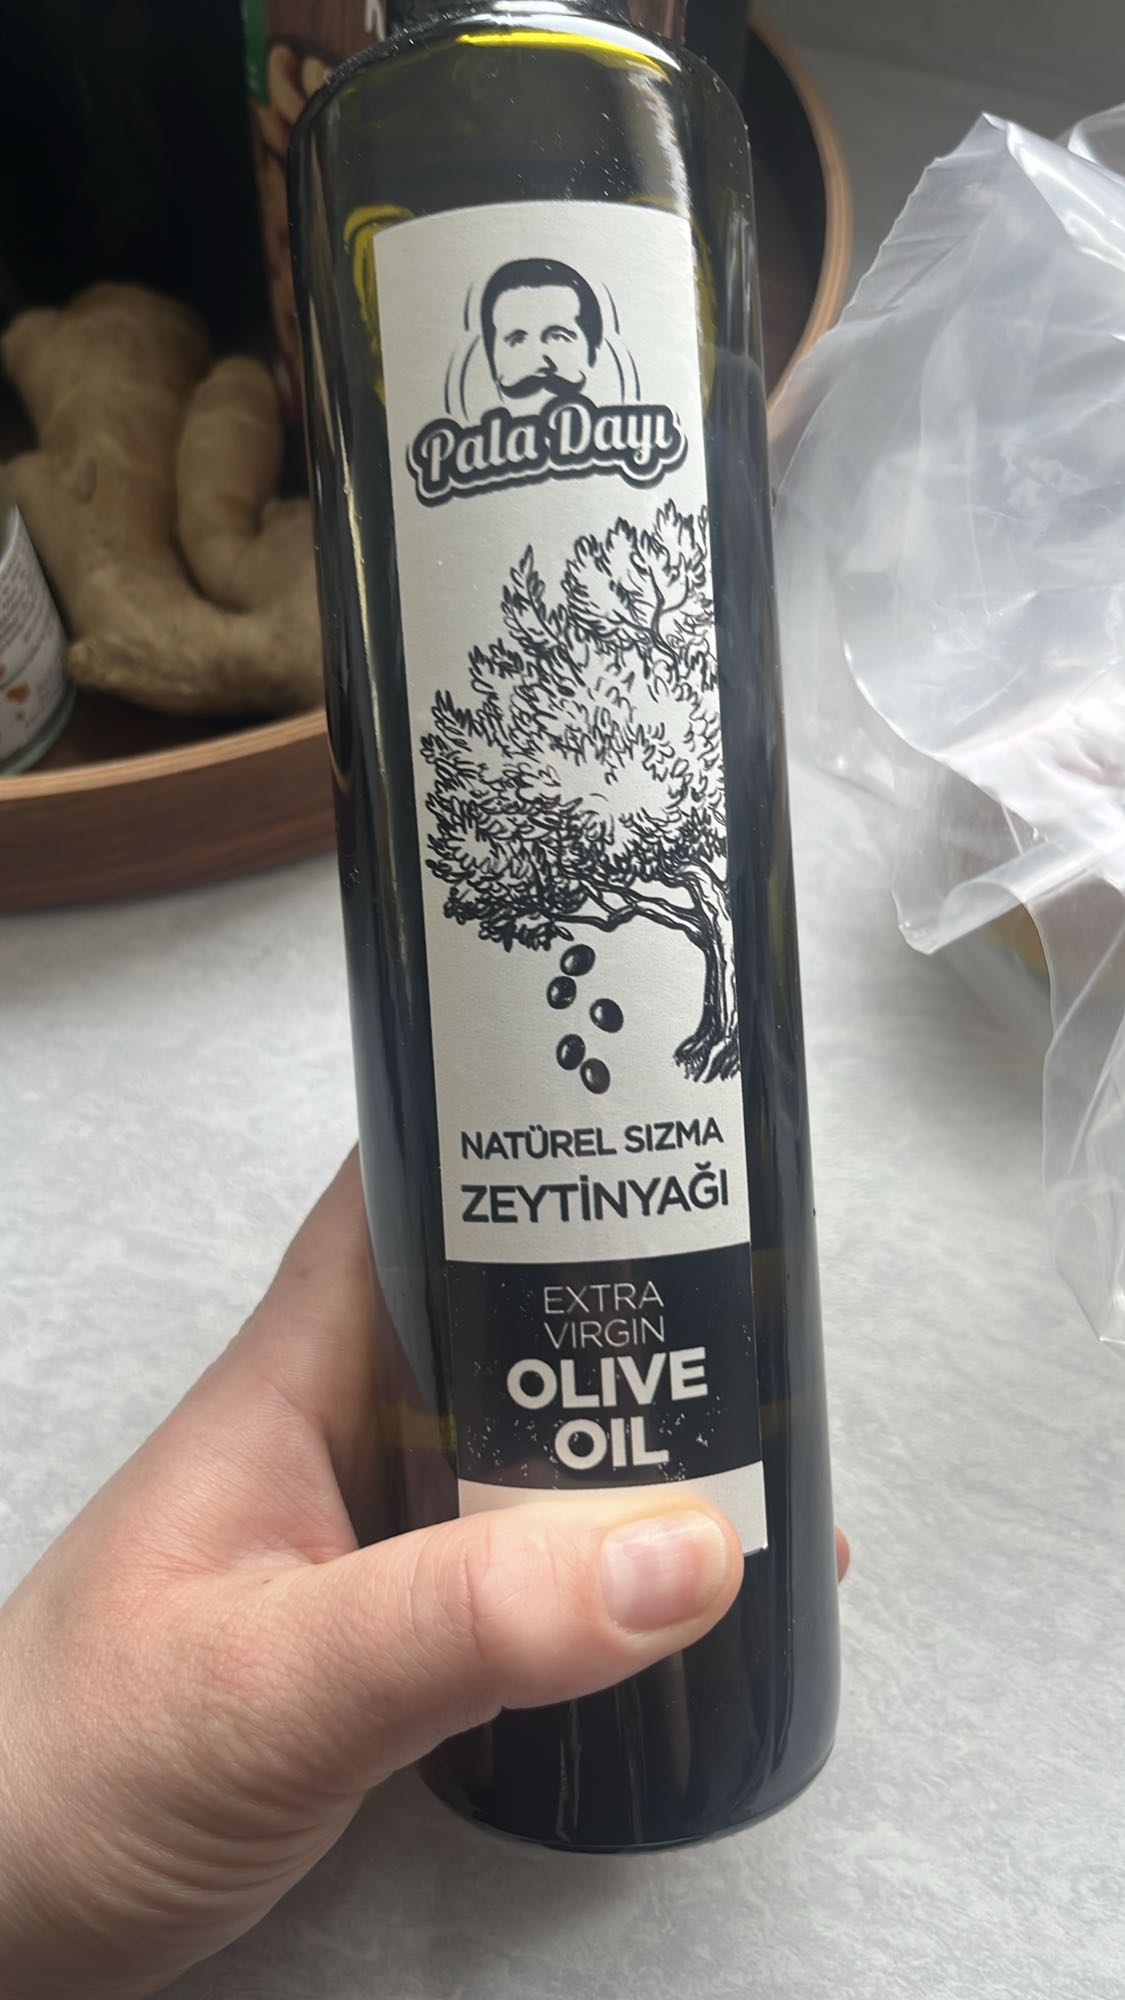 Pala Dayı
NATÜREL SIZMA
ZEYTİNYAĞI
EXTRA
VIRGIN
OLIVE
OIL